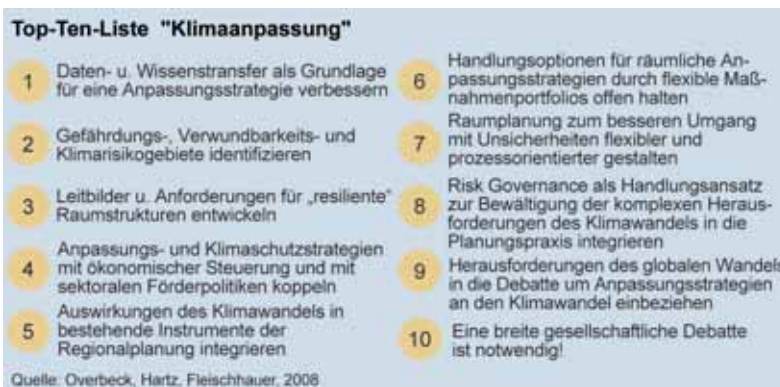 Top-Ten-Liste "Klimaanpassung"
1 Daten- u. Wissenstransfer als Grundlage
für eine Anpassungsstrategie verbessern
2 Gefährdungs-, Verwundbarkeits- und
Klimarisikogebiete identifizieren
3 Leitbilder u. Anforderungen für „resiliente"
Raumstrukturen entwickeln
4 Anpassungs- und Klimaschutzstrategien
mit ökonomischer Steuerung und mit
sektoralen Förderpolitiken koppeln
5 Auswirkungen des Klimawandels in
bestehende Instrumente der
Regionalplanung integrieren
6 Handlungsoptionen für räumliche An-
passungsstrategien durch flexible Maß-
nahmenportfolios offen halten
7 Raumplanung zum besseren Umgang
mit Unsicherheiten flexibler und
prozessorientierter gestalten
8 Risk Governance als Handlungsansatz
zur Bewältigung der komplexen Heraus-
forderungen des Klimawandels in die
Planungspraxis integrieren
9 Herausforderungen des globalen Wandels
in die Debatte um Anpassungsstrategien
an den Klimawandel einbeziehen
10 Eine breite gesellschaftliche Debatte
ist notwendig!
Quelle: Overbeck, Hartz, Fleischhauer, 2008